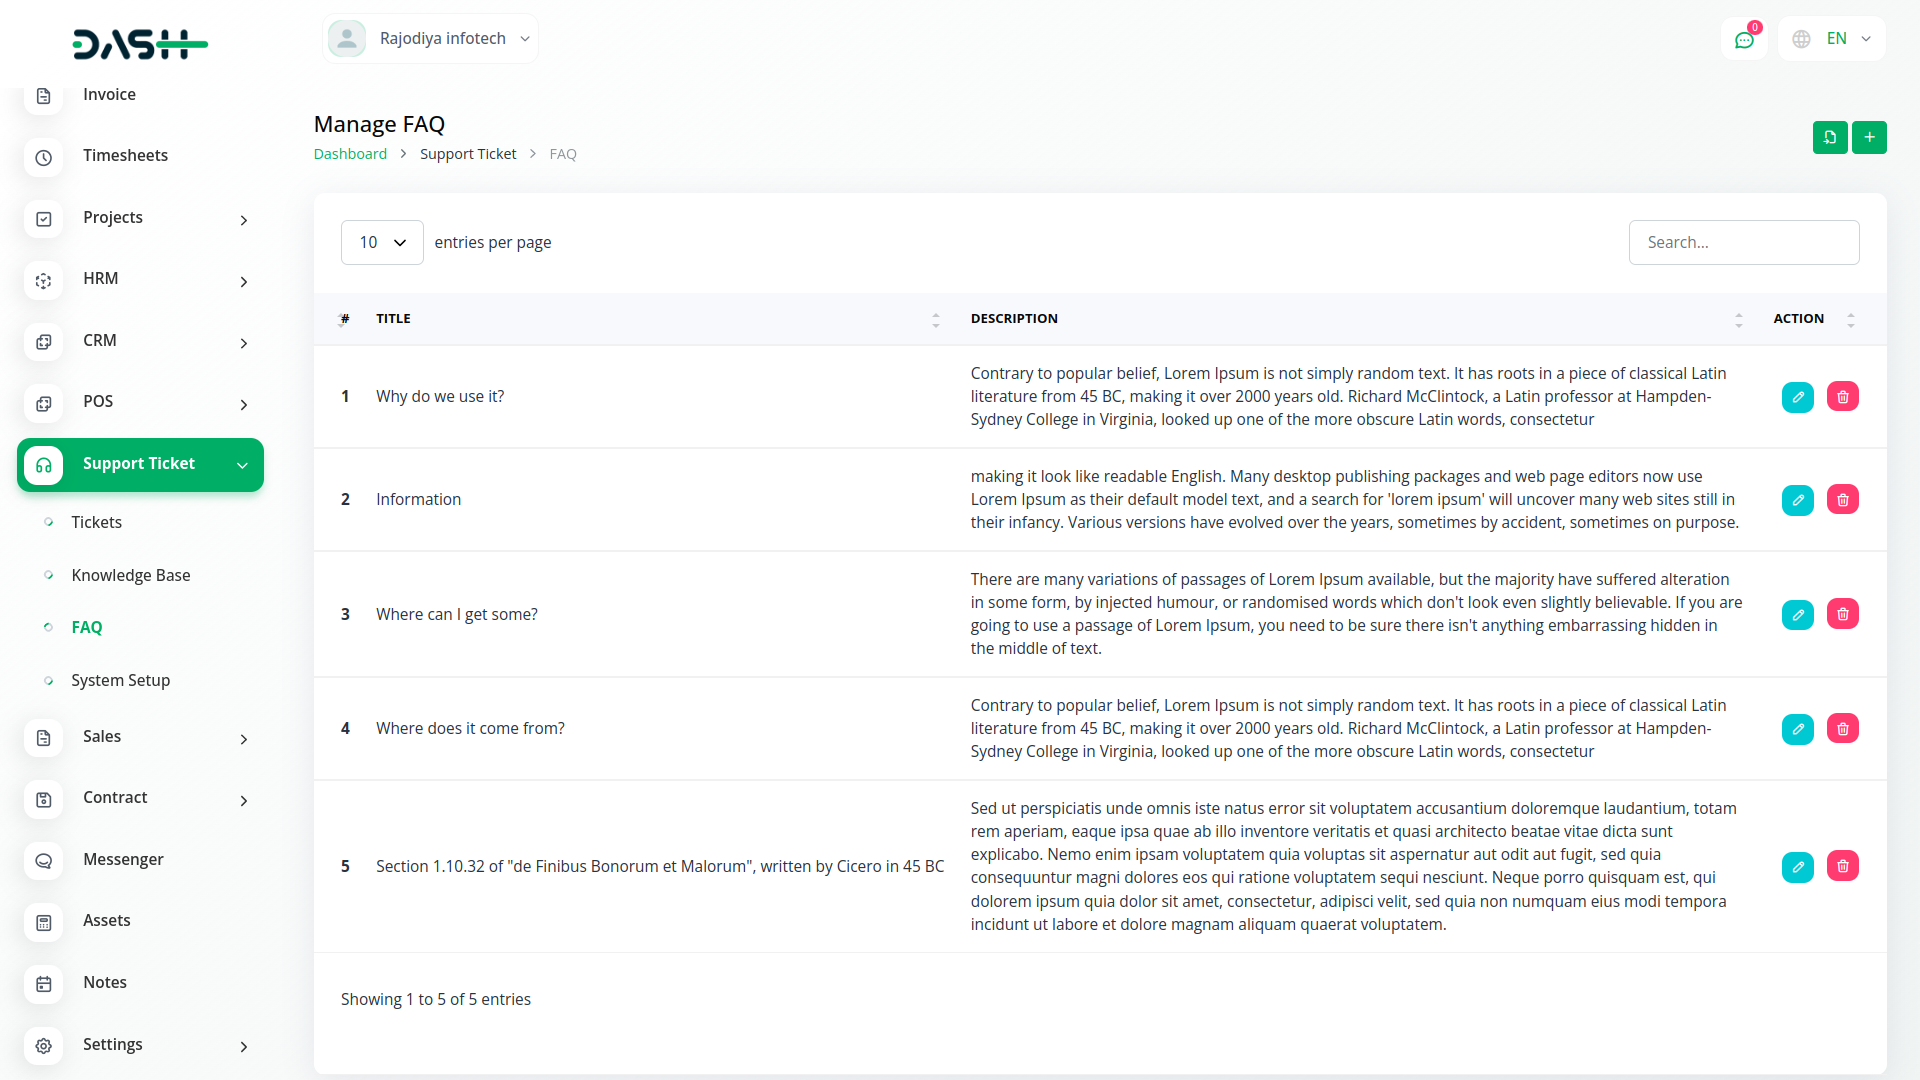 DASH
Rajodiya infotech
0
EN
Invoice
Timesheets
Projects
HRM
CRM
POS
Support Ticket
Tickets
Knowledge Base
FAQ
System Setup
Sales
Contract
Messenger
Assets
Notes
Settings
Manage FAQ
Dashboard > Support Ticket > FAQ
10 entries per page
Search...
# TITLE DESCRIPTION ACTION
1 Why do we use it?
Contrary to popular belief, Lorem Ipsum is not simply random text. It has roots in a piece of classical Latin
literature from 45 BC, making it over 2000 years old. Richard McClintock, a Latin professor at Hampden-
Sydney College in Virginia, looked up one of the more obscure Latin words, consectetur
2 Information
making it look like readable English. Many desktop publishing packages and web page editors now use
Lorem Ipsum as their default model text, and a search for 'lorem ipsum' will uncover many web sites still in
their infancy. Various versions have evolved over the years, sometimes by accident, sometimes on purpose.
3 Where can I get some?
There are many variations of passages of Lorem Ipsum available, but the majority have suffered alteration
in some form, by injected humour, or randomised words which don't look even slightly believable. If you are
going to use a passage of Lorem Ipsum, you need to be sure there isn't anything embarrassing hidden in
the middle of text.
4 Where does it come from?
Contrary to popular belief, Lorem Ipsum is not simply random text. It has roots in a piece of classical Latin
literature from 45 BC, making it over 2000 years old. Richard McClintock, a Latin professor at Hampden-
Sydney College in Virginia, looked up one of the more obscure Latin words, consectetur
5 Section 1.10.32 of "de Finibus Bonorum et Malorum", written by Cicero in 45 BC
Sed ut perspiciatis unde omnis iste natus error sit voluptatem accusantium doloremque laudantium, totam
rem aperiam, eaque ipsa quae ab illo inventore veritatis et quasi architecto beatae vitae dicta sunt
explicabo. Nemo enim ipsam voluptatem quia voluptas sit aspernatur aut odit aut fugit, sed quia
consequuntur magni dolores eos qui ratione voluptatem sequi nesciunt. Neque porro quisquam est, qui
dolorem ipsum quia dolor sit amet, consectetur, adipisci velit, sed quia non numquam eius modi tempora
incidunt ut labore et dolore magnam aliquam quaerat voluptatem.
Showing 1 to 5 of 5 entries